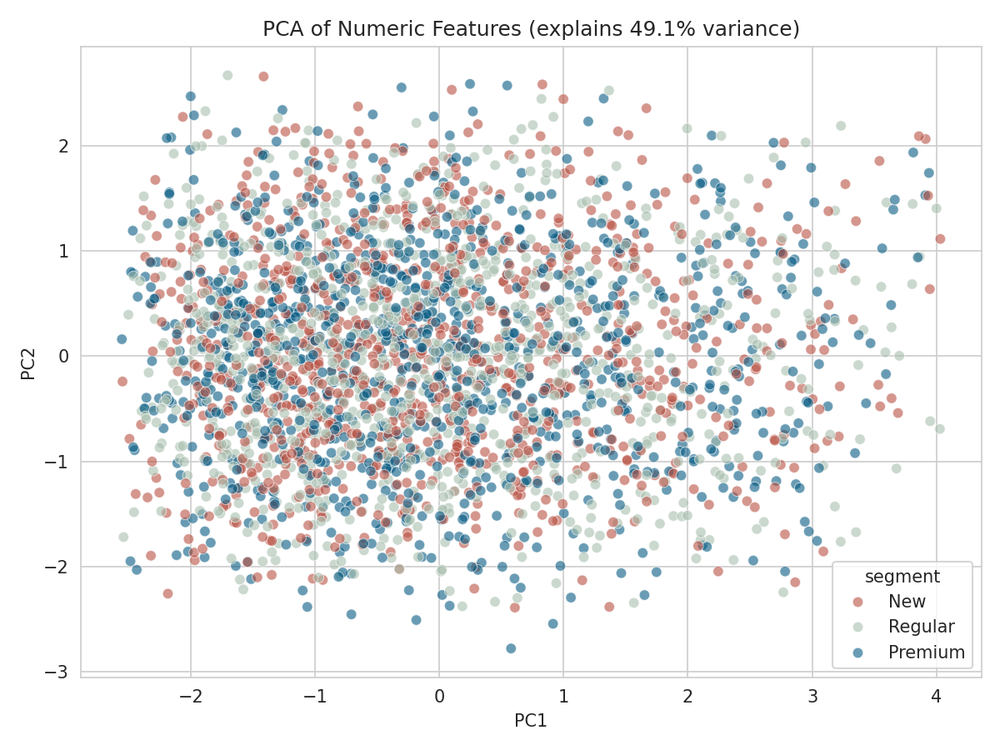 PCA of Numeric Features (explains 49.1% variance)
2
1
0
−1
−2
−3
PC2
−2
−1
0
1
2
3
4
PC1
segment
New
Regular
Premium